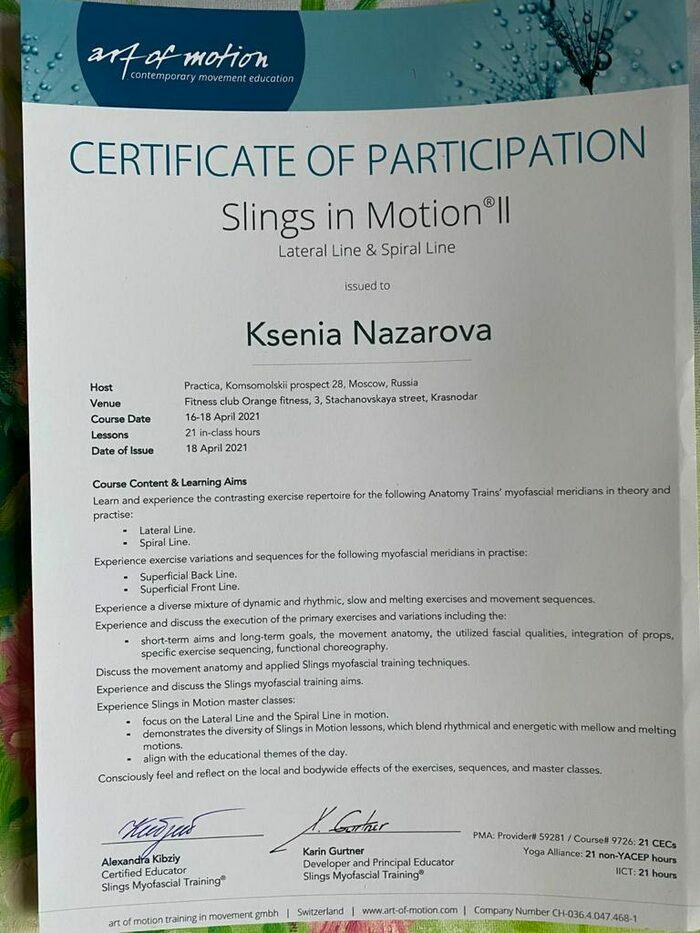 art of motion
contemporary movement education
CERTIFICATE OF PARTICIPATION
Slings in Motion®II
Lateral Line & Spiral Line
issued to
Ksenia Nazarova
Host Practica, Komsomolskii prospect 28, Moscow, Russia
Venue Fitness club Orange fitness, 3, Stachanovskaya street, Krasnodar
Course Date 16-18 April 2021
Lessons 21 in-class hours
Date of Issue 18 April 2021
Course Content & Learning Aims
Learn and experience the contrasting exercise repertoire for the following Anatomy Trains' myofascial meridians in theory and
practise:
- Lateral Line.
- Spiral Line.
Experience exercise variations and sequences for the following myofascial meridians in practise:
- Superficial Back Line.
- Superficial Front Line.
Experience a diverse mixture of dynamic and rhythmic, slow and melting exercises and movement sequences.
Experience and discuss the execution of the primary exercises and variations including the:
- short-term aims and long-term goals, the movement anatomy, the utilized fascial qualities, integration of props,
specific exercise sequencing, functional choreography.
Discuss the movement anatomy and applied Slings myofascial training techniques.
Experience and discuss the Slings myofascial training aims.
Experience Slings in Motion master classes:
- focus on the Lateral Line and the Spiral Line in motion.
- demonstrates the diversity of Slings in Motion lessons, which blend rhythmical and energetic with mellow and melting
motions.
- align with the educational themes of the day.
Consciously feel and reflect on the local and bodywide effects of the exercises, sequences, and master classes.
K. Gurtner
Alexandra Kibziy
Certified Educator
Slings Myofascial Training®
Karin Gurtner
Developer and Principal Educator
Slings Myofascial Training®
PMA: Provider# 59281 / Course# 9726: 21 CECs
Yoga Alliance: 21 non-YACEP hours
IICT: 21 hours
art of motion training in movement gmbh | Switzerland | www.art-of-motion.com | Company Number CH-036.4.047.468-1